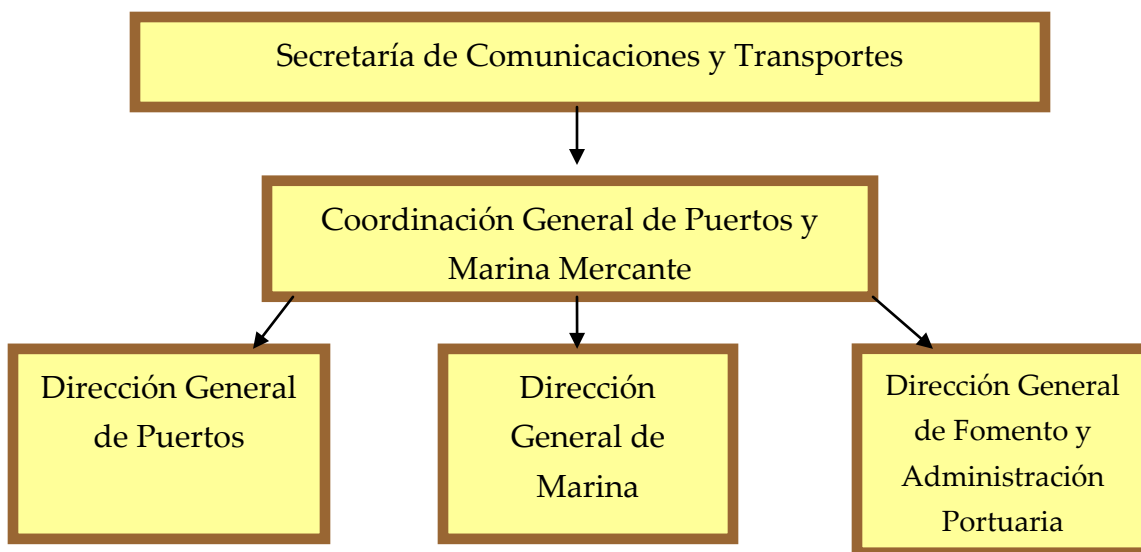 Secretaría de Comunicaciones y Transportes
Coordinación General de Puertos y
Marina Mercante
Dirección General
de Puertos
Dirección
General de
Marina
Dirección General
de Fomento y
Administración
Portuaria